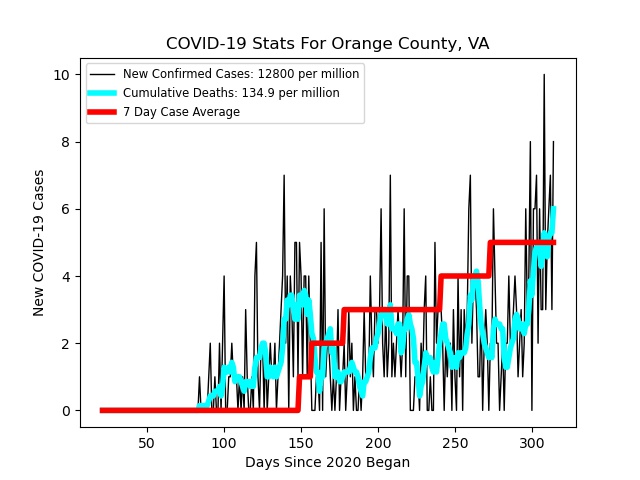 COVID-19 Stats For Orange County, VA
New Confirmed Cases: 12800 per million
Cumulative Deaths: 134.9 per million
7 Day Case Average
10
8
6
4
2
0
New COVID-19 Cases
50 100 150 200 250 300
Days Since 2020 Began